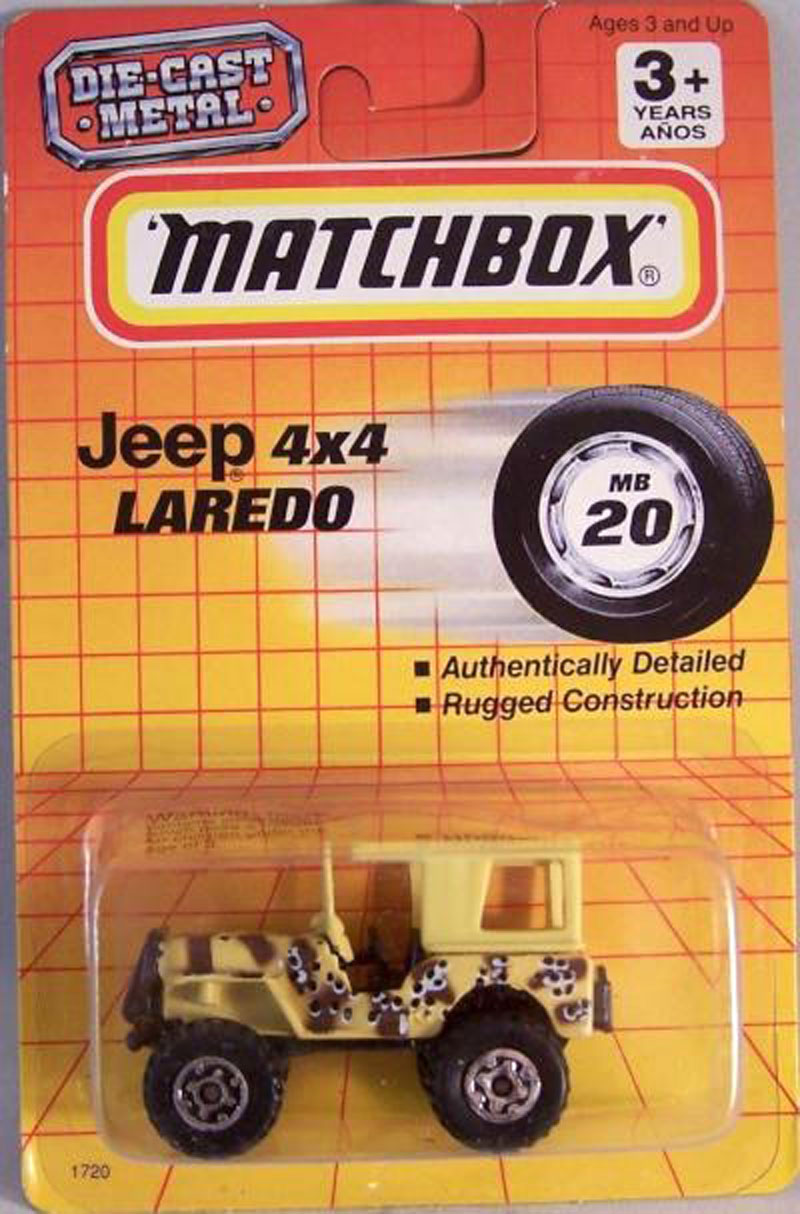 Ages 3 and Up
DIE-CAST
•METAL•
3+
YEARS
AÑOS
'MATCHBOX'®
Jeep® 4x4
LAREDO
MB
20
■ Authentically Detailed
■ Rugged Construction
1720